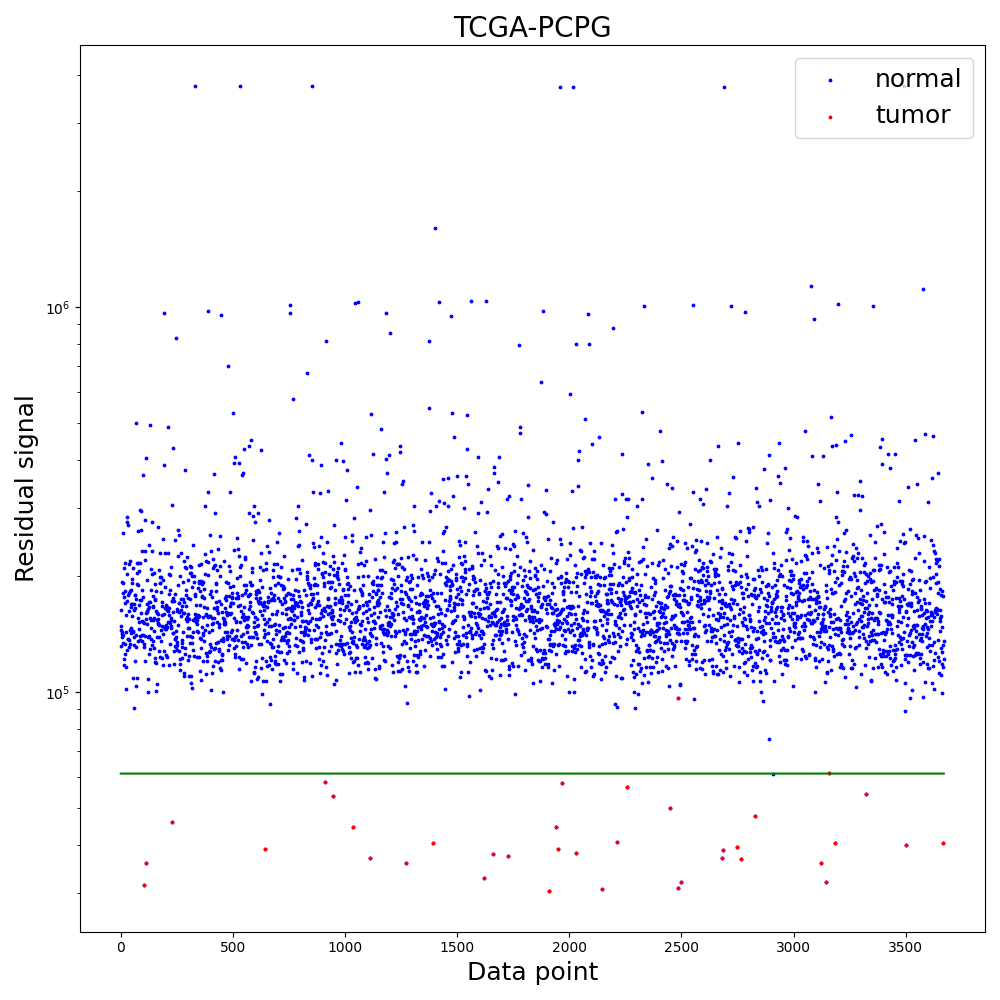 TCGA-PCPG
normal
tumor
Residual signal
10⁶
10⁵
0 500 1000 1500 2000 2500 3000 3500
Data point